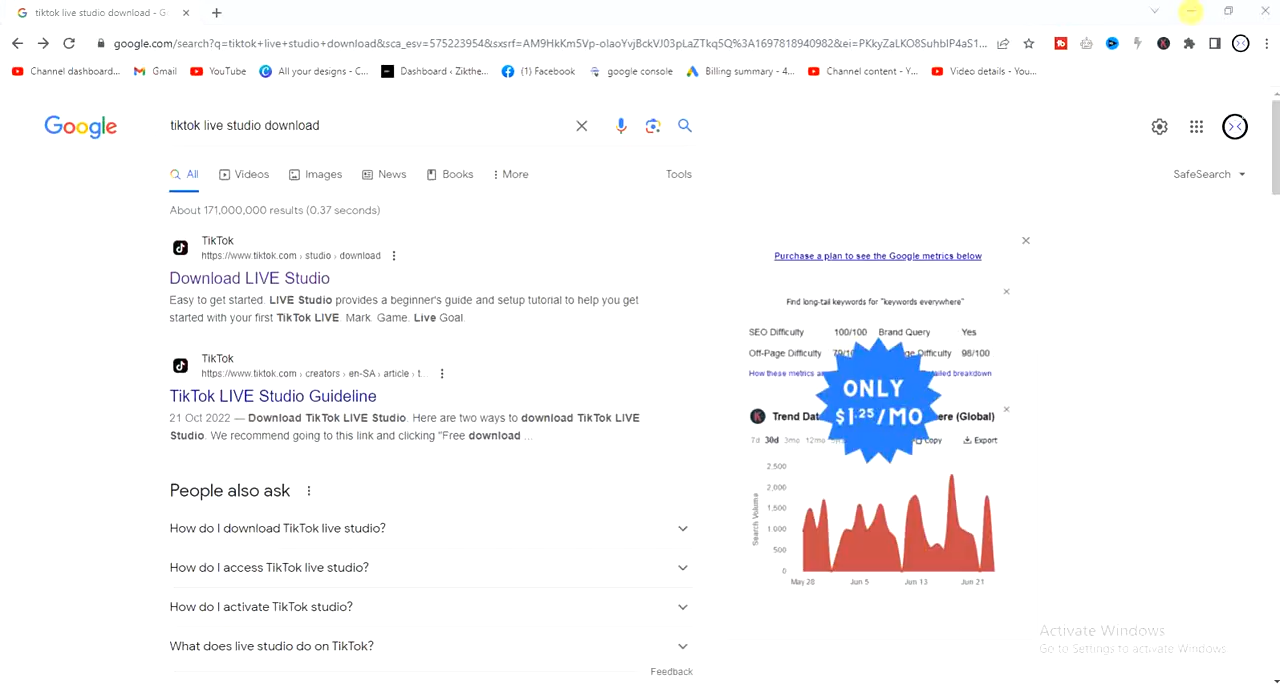 tiktok live studio download - G
google.com/search?q=tiktok+live+studio+download&sca_esv=575223954&sxsrf=AM9HkKm5Vp-olaoYvjBckVJ03pLaZTkq5Q%3A1697818940982&ei=PKkyZaLKO8SuhbIP4aS1...
Channel dashboard... Gmail YouTube All your designs - C... Dashboard ‹ Zikthe... (1) Facebook google console Billing summary - 4... Channel content - Y... Video details - You...
Google
tiktok live studio download
All Videos Images News Books More Tools SafeSearch
About 171,000,000 results (0.37 seconds)
TikTok
https://www.tiktok.com › studio › download
Download LIVE Studio
Easy to get started. LIVE Studio provides a beginner's guide and setup tutorial to help you get
started with your first TikTok LIVE. Mark. Game. Live Goal.
TikTok
https://www.tiktok.com › creators › en-SA › article › t...
TikTok LIVE Studio Guideline
21 Oct 2022 — Download TikTok LIVE Studio. Here are two ways to download TikTok LIVE
Studio. We recommend going to this link and clicking "Free download ...
People also ask
How do I download TikTok live studio?
How do I access TikTok live studio?
How do I activate TikTok studio?
What does live studio do on TikTok?
Feedback
Purchase a plan to see the Google metrics below
Find long-tail keywords for "keywords everywhere"
SEO Difficulty 100/100 Brand Query Yes
Off-Page Difficulty Difficulty 98/100
How these metrics detailed breakdown
ONLY
$1.25/MO
Trend Dat (Global)
7d 30d 3mo 12mo Copy Export
Search Volume
2,500
2,000
1,500
1,000
500
0
May 28 Jun 5 Jun 13 Jun 21
Activate Windows
Go to Settings to activate Windows.